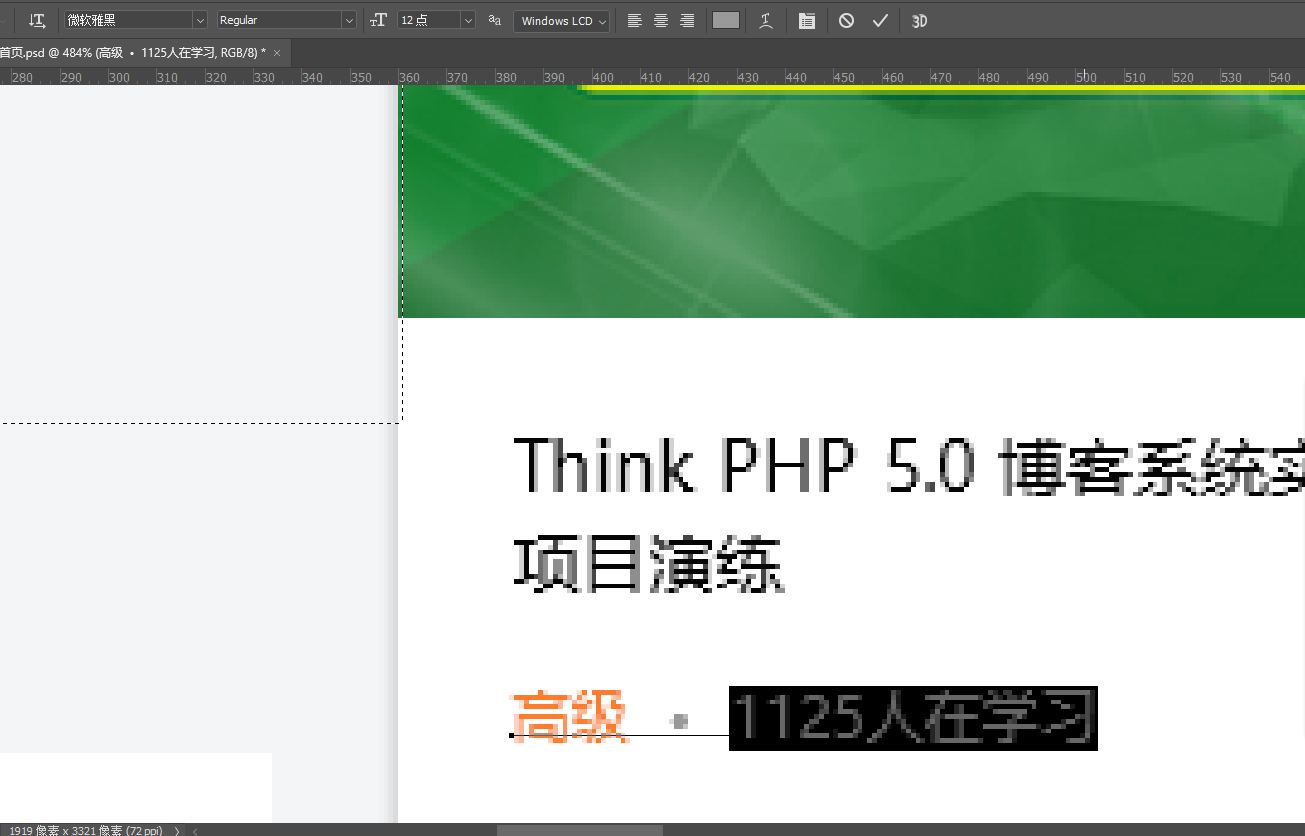 微软雅黑 Regular 12 点 aa Windows LCD 3D
首页.psd @ 484% (高级 • 1125人在学习, RGB/8) * ×
280 290 300 310 320 330 340 350 360 370 380 390 400 410 420 430 440 450 460 470 480 490 500 510 520 530 540
Think PHP 5.0 博客系统实
项目演练
高级 • 1125人在学习
1919 像素 x 3321 像素 (72 ppi)